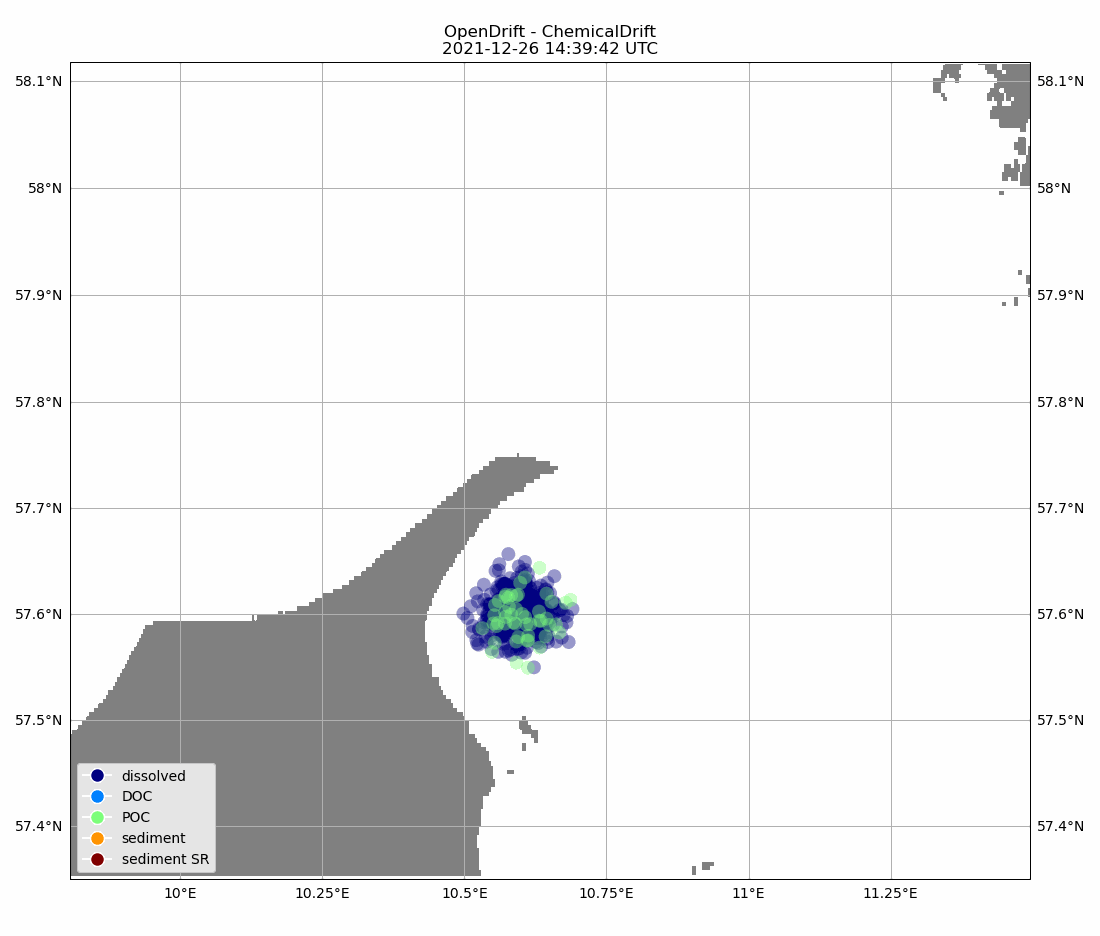 OpenDrift - ChemicalDrift
2021-12-26 14:39:42 UTC
58.1°N 58.1°N
58°N 58°N
57.9°N 57.9°N
57.8°N 57.8°N
57.7°N 57.7°N
57.6°N 57.6°N
57.5°N 57.5°N
57.4°N 57.4°N
dissolved
DOC
POC
sediment
sediment SR
10°E 10.25°E 10.5°E 10.75°E 11°E 11.25°E